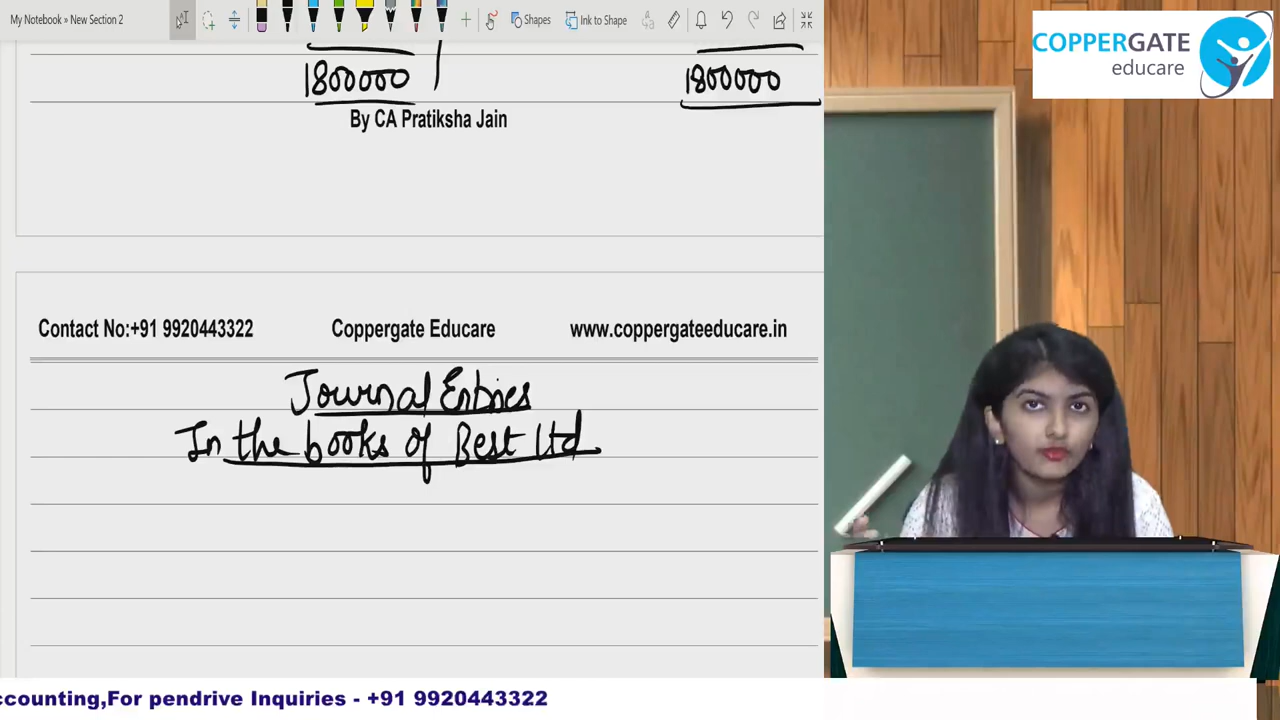 My Notebook » New Section 2
Shapes
Ink to Shape
COPPERGATE
educare
1800000 1800000
By CA Pratiksha Jain
Contact No:+91 9920443322 Coppergate Educare www.coppergateeducare.in
Journal Entries
In the books of Best Ltd
ccounting,For pendrive Inquiries - +91 9920443322